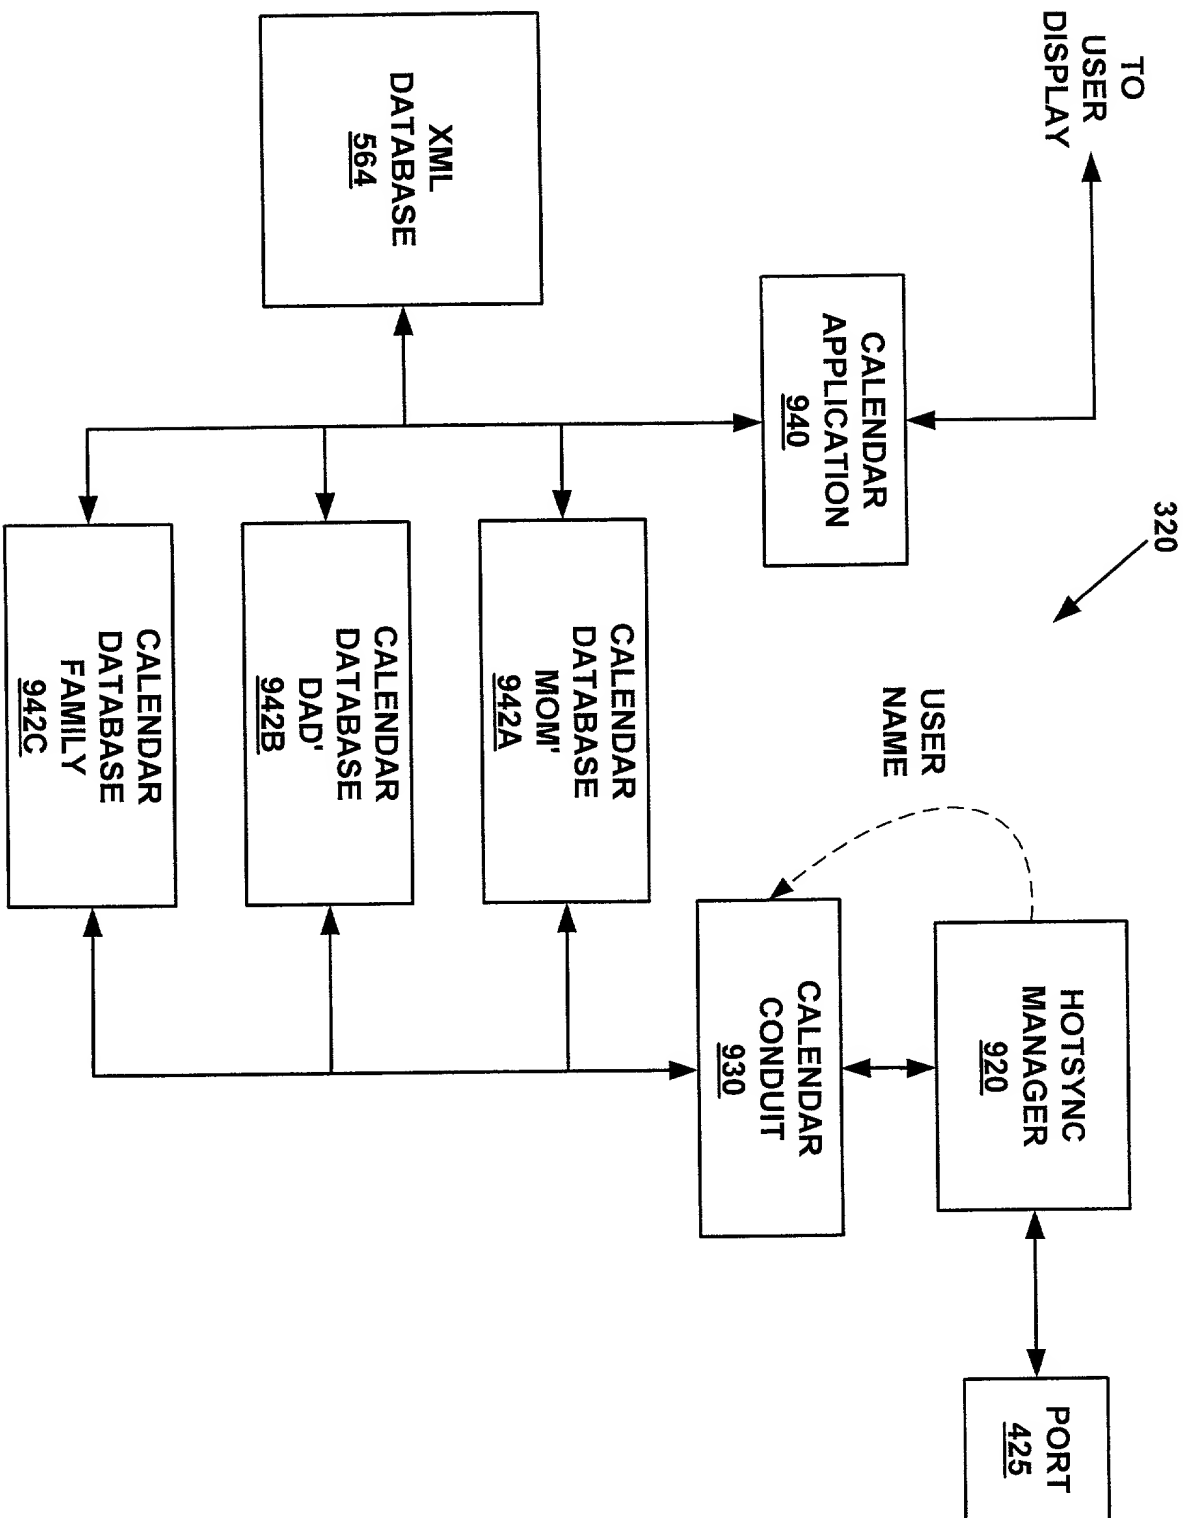 320
TO
USER
DISPLAY
CALENDAR
APPLICATION
940
USER
NAME
HOTSYNC
MANAGER
920
PORT
425
CALENDAR
CONDUIT
930
XML
DATABASE
564
CALENDAR
DATABASE
MOM'
942A
CALENDAR
DATABASE
DAD'
942B
CALENDAR
DATABASE
FAMILY
942C